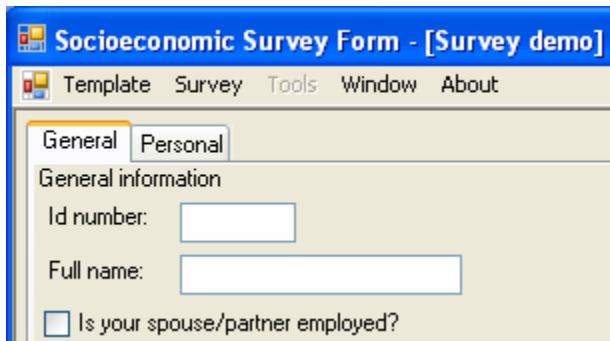 Socioeconomic Survey Form - [Survey demo]
Template Survey Tools Window About
General Personal
General information
Id number:
Full name:
Is your spouse/partner employed?